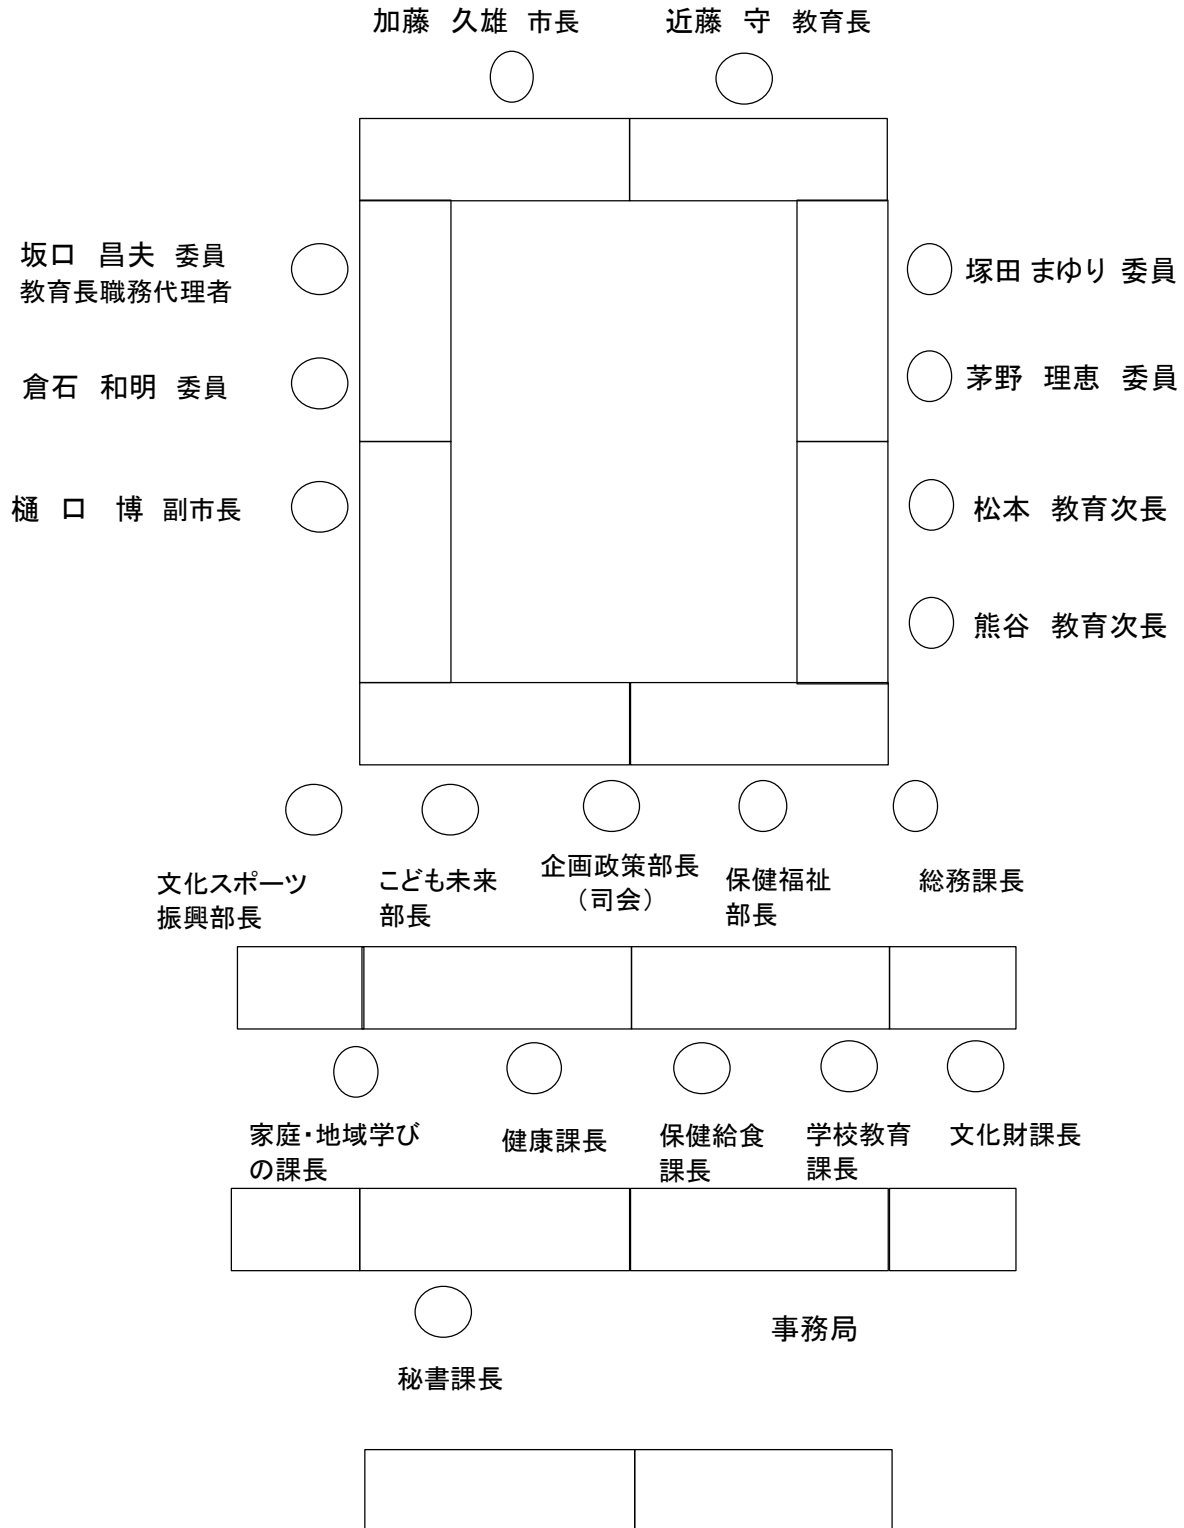 加藤　久雄　市長
近藤　守　教育長
坂口　昌夫　委員
教育長職務代理者
塚田 まゆり 委員
倉石　和明　委員
茅野　理恵　委員
樋　口　博　副市長
松本　教育次長
熊谷　教育次長
文化スポーツ
振興部長
こども未来
部長
企画政策部長
（司会）
保健福祉
部長
総務課長
家庭・地域学び
の課長
健康課長
保健給食
課長
学校教育
課長
文化財課長
秘書課長
事務局